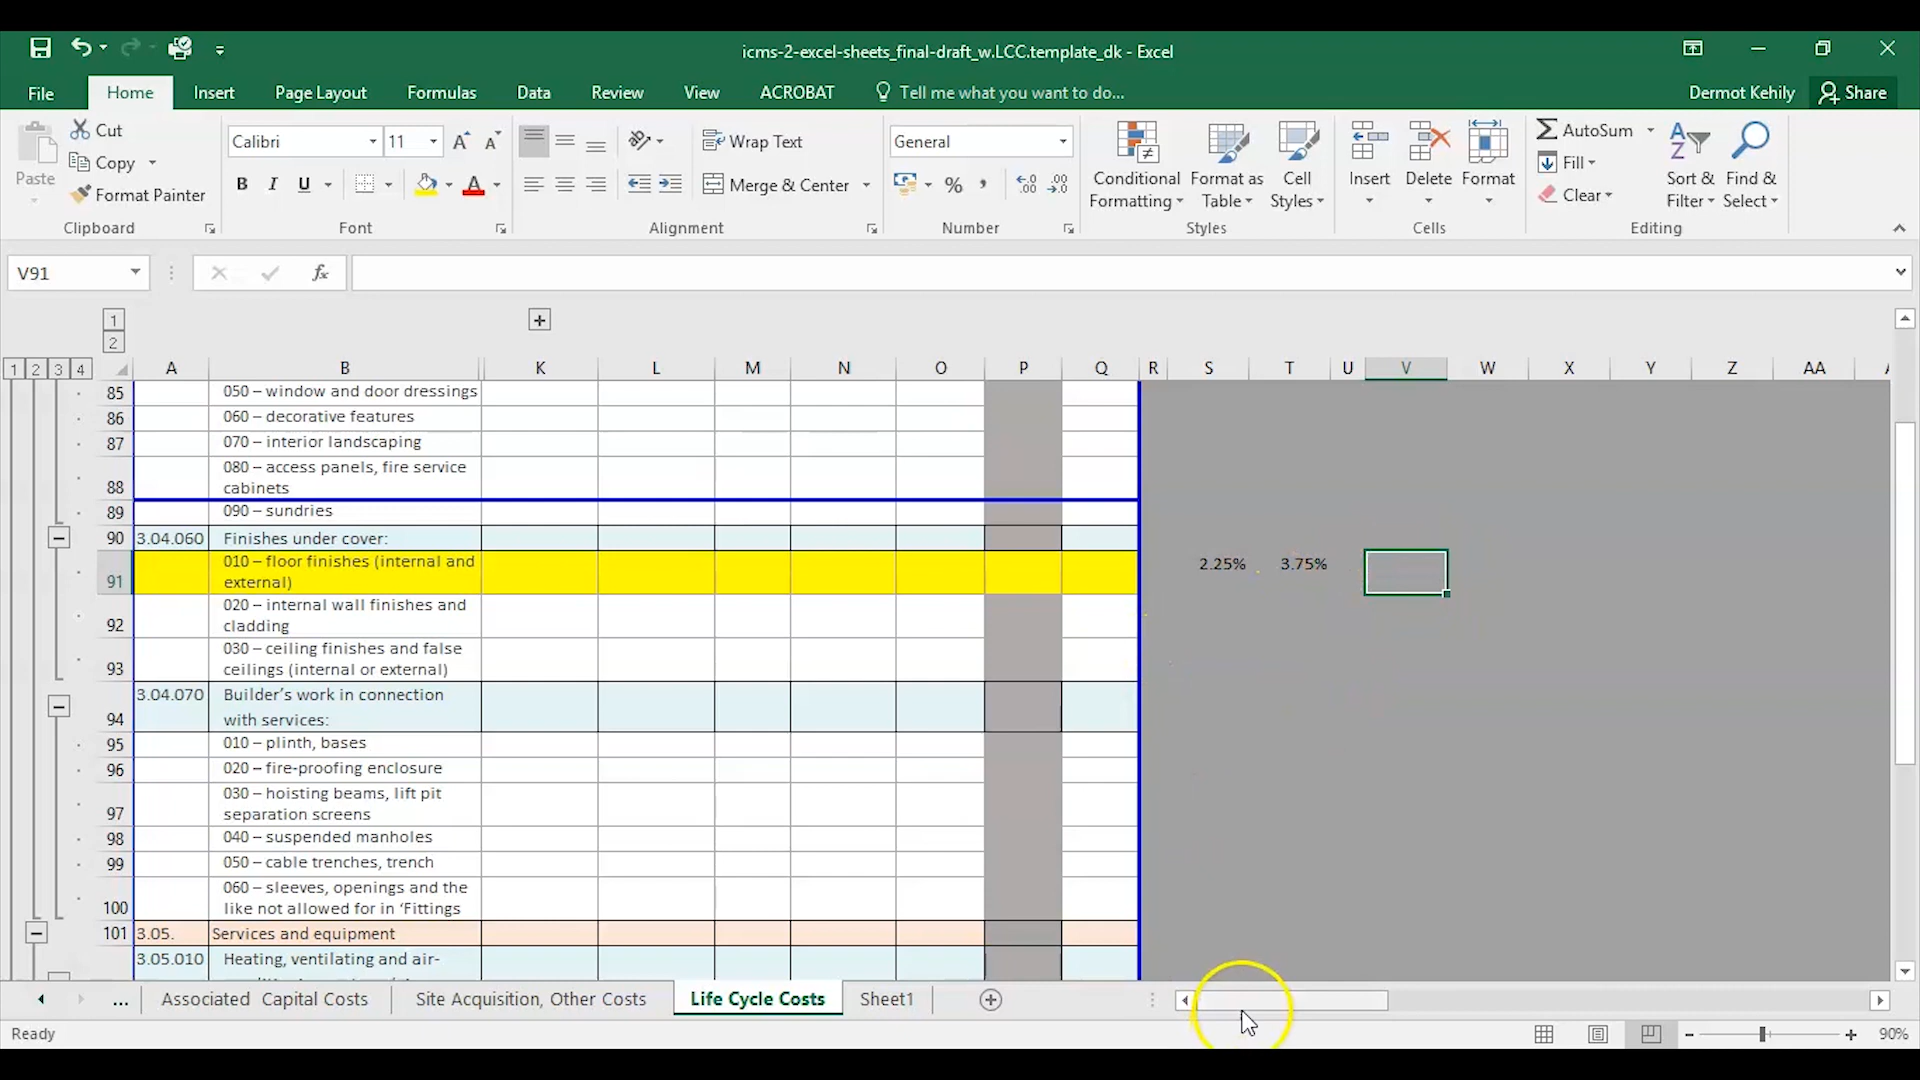 icms-2-excel-sheets_final-draft_w.LCC.template_dk - Excel
File Home Insert Page Layout Formulas Data Review View ACROBAT Tell me what you want to do... Dermot Kehily Share
Paste
Cut
Copy
Format Painter
Clipboard
Calibri 11
B I U
Font
Wrap Text
Merge & Center
Alignment
General
% ,
Number
Conditional Formatting
Format as Table
Cell Styles
Styles
Insert
Delete
Format
Cells
AutoSum
Fill
Clear
Sort & Filter
Find & Select
Editing
V91 fx
1
2
1 2 3 4 A B K L M N O P Q R S T U V W X Y Z AA
85 050 – window and door dressings
86 060 – decorative features
87 070 – interior landscaping
88 080 – access panels, fire service
cabinets
89 090 – sundries
90 3.04.060 Finishes under cover:
91 010 – floor finishes (internal and
external) 2.25% 3.75%
92 020 – internal wall finishes and
cladding
93 030 – ceiling finishes and false
ceilings (internal or external)
94 3.04.070 Builder's work in connection
with services:
95 010 – plinth, bases
96 020 – fire-proofing enclosure
97 030 – hoisting beams, lift pit
separation screens
98 040 – suspended manholes
99 050 – cable trenches, trench
100 060 – sleeves, openings and the
like not allowed for in ‘Fittings
101 3.05. Services and equipment
3.05.010 Heating, ventilating and air-
... Associated Capital Costs Site Acquisition, Other Costs Life Cycle Costs Sheet1
Ready 90%